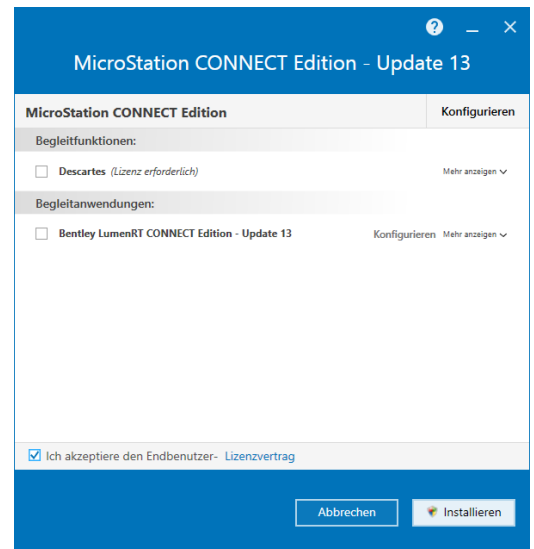 MicroStation CONNECT Edition - Update 13
MicroStation CONNECT Edition
Konfigurieren
Begleitfunktionen:
Descartes (Lizenz erforderlich)
Mehr anzeigen
Begleitanwendungen:
Bentley LumenRT CONNECT Edition - Update 13
Konfigurieren Mehr anzeigen
Ich akzeptiere den Endbenutzer- Lizenzvertrag
Abbrechen
Installieren